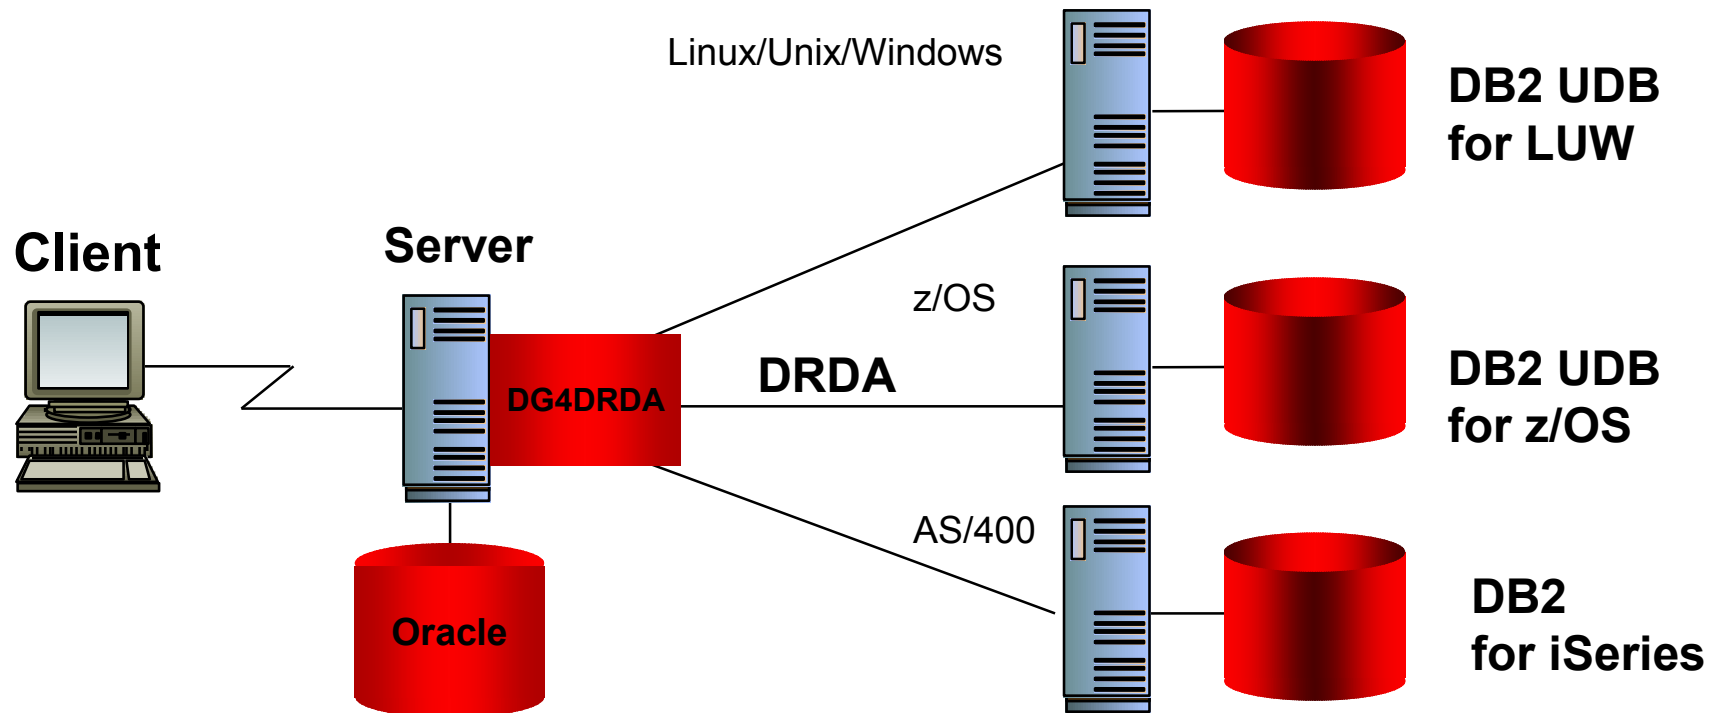 Linux/Unix/Windows
DB2 UDB
for LUW
Client
Server
z/OS
DRDA
DG4DRDA
DB2 UDB
for z/OS
AS/400
Oracle
DB2
for iSeries